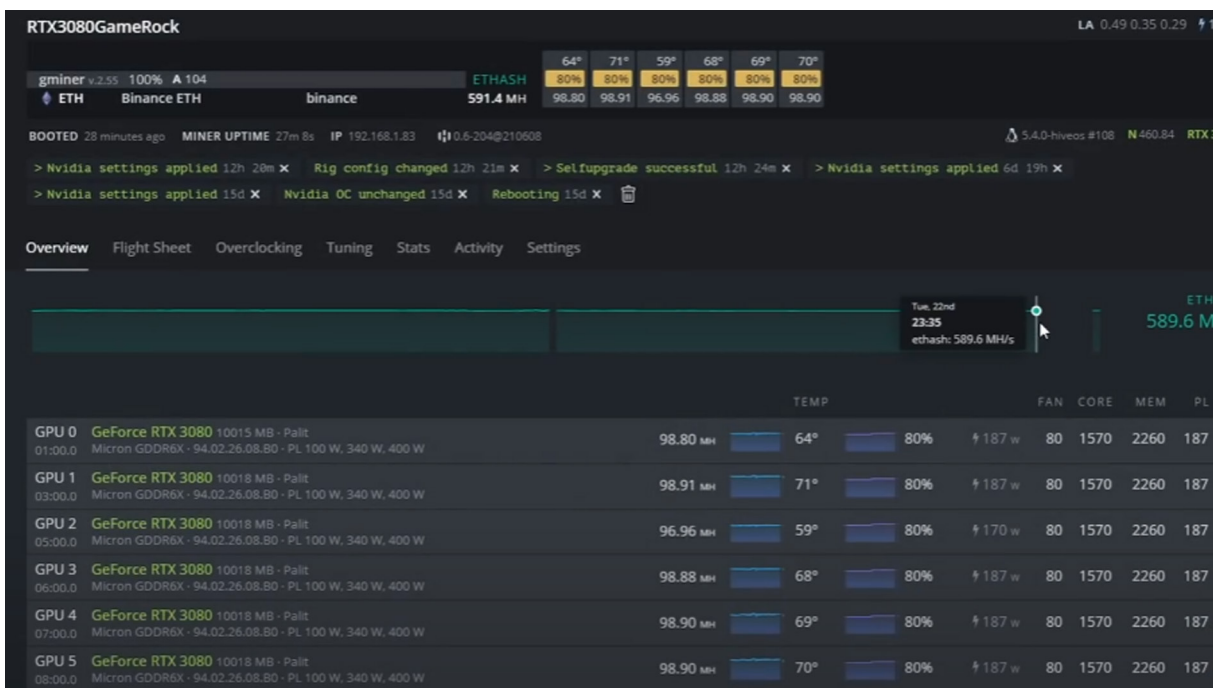 RTX3080GameRock
LA 0.49 0.35 0.29
64° 71° 59° 68° 69° 70°
gminer v.2.55 100% A 104 ETHASH 80% 80% 80% 80% 80% 80%
ETH Binance ETH binance 591.4 MH 98.80 98.91 96.96 98.88 98.90 98.90
BOOTED 28 minutes ago MINER UPTIME 27m 8s IP 192.168.1.83 0.6-204@210608 5.4.0-hiveos #108 N 460.84 RTX
> Nvidia settings applied 12h 20m × Rig config changed 12h 21m × > Selfupgrade successful 12h 24m × > Nvidia settings applied 6d 19h ×
> Nvidia settings applied 15d × Nvidia OC unchanged 15d × Rebooting 15d ×
Overview Flight Sheet Overclocking Tuning Stats Activity Settings
Tue, 22nd
23:35
ethash: 589.6 MH/s
ETH
589.6 M
TEMP FAN CORE MEM PL
GPU 0 GeForce RTX 3080 10015 MB · Palit
01:00.0 Micron GDDR6X · 94.02.26.08.B0 · PL 100 W, 340 W, 400 W
98.80 MH 64° 80% 187 w 80 1570 2260 187
GPU 1 GeForce RTX 3080 10018 MB · Palit
03:00.0 Micron GDDR6X · 94.02.26.08.B0 · PL 100 W, 340 W, 400 W
98.91 MH 71° 80% 187 w 80 1570 2260 187
GPU 2 GeForce RTX 3080 10018 MB · Palit
05:00.0 Micron GDDR6X · 94.02.26.08.B0 · PL 100 W, 340 W, 400 W
96.96 MH 59° 80% 170 w 80 1570 2260 187
GPU 3 GeForce RTX 3080 10018 MB · Palit
06:00.0 Micron GDDR6X · 94.02.26.08.B0 · PL 100 W, 340 W, 400 W
98.88 MH 68° 80% 187 w 80 1570 2260 187
GPU 4 GeForce RTX 3080 10018 MB · Palit
07:00.0 Micron GDDR6X · 94.02.26.08.B0 · PL 100 W, 340 W, 400 W
98.90 MH 69° 80% 187 w 80 1570 2260 187
GPU 5 GeForce RTX 3080 10018 MB · Palit
08:00.0 Micron GDDR6X · 94.02.26.08.B0 · PL 100 W, 340 W, 400 W
98.90 MH 70° 80% 187 w 80 1570 2260 187